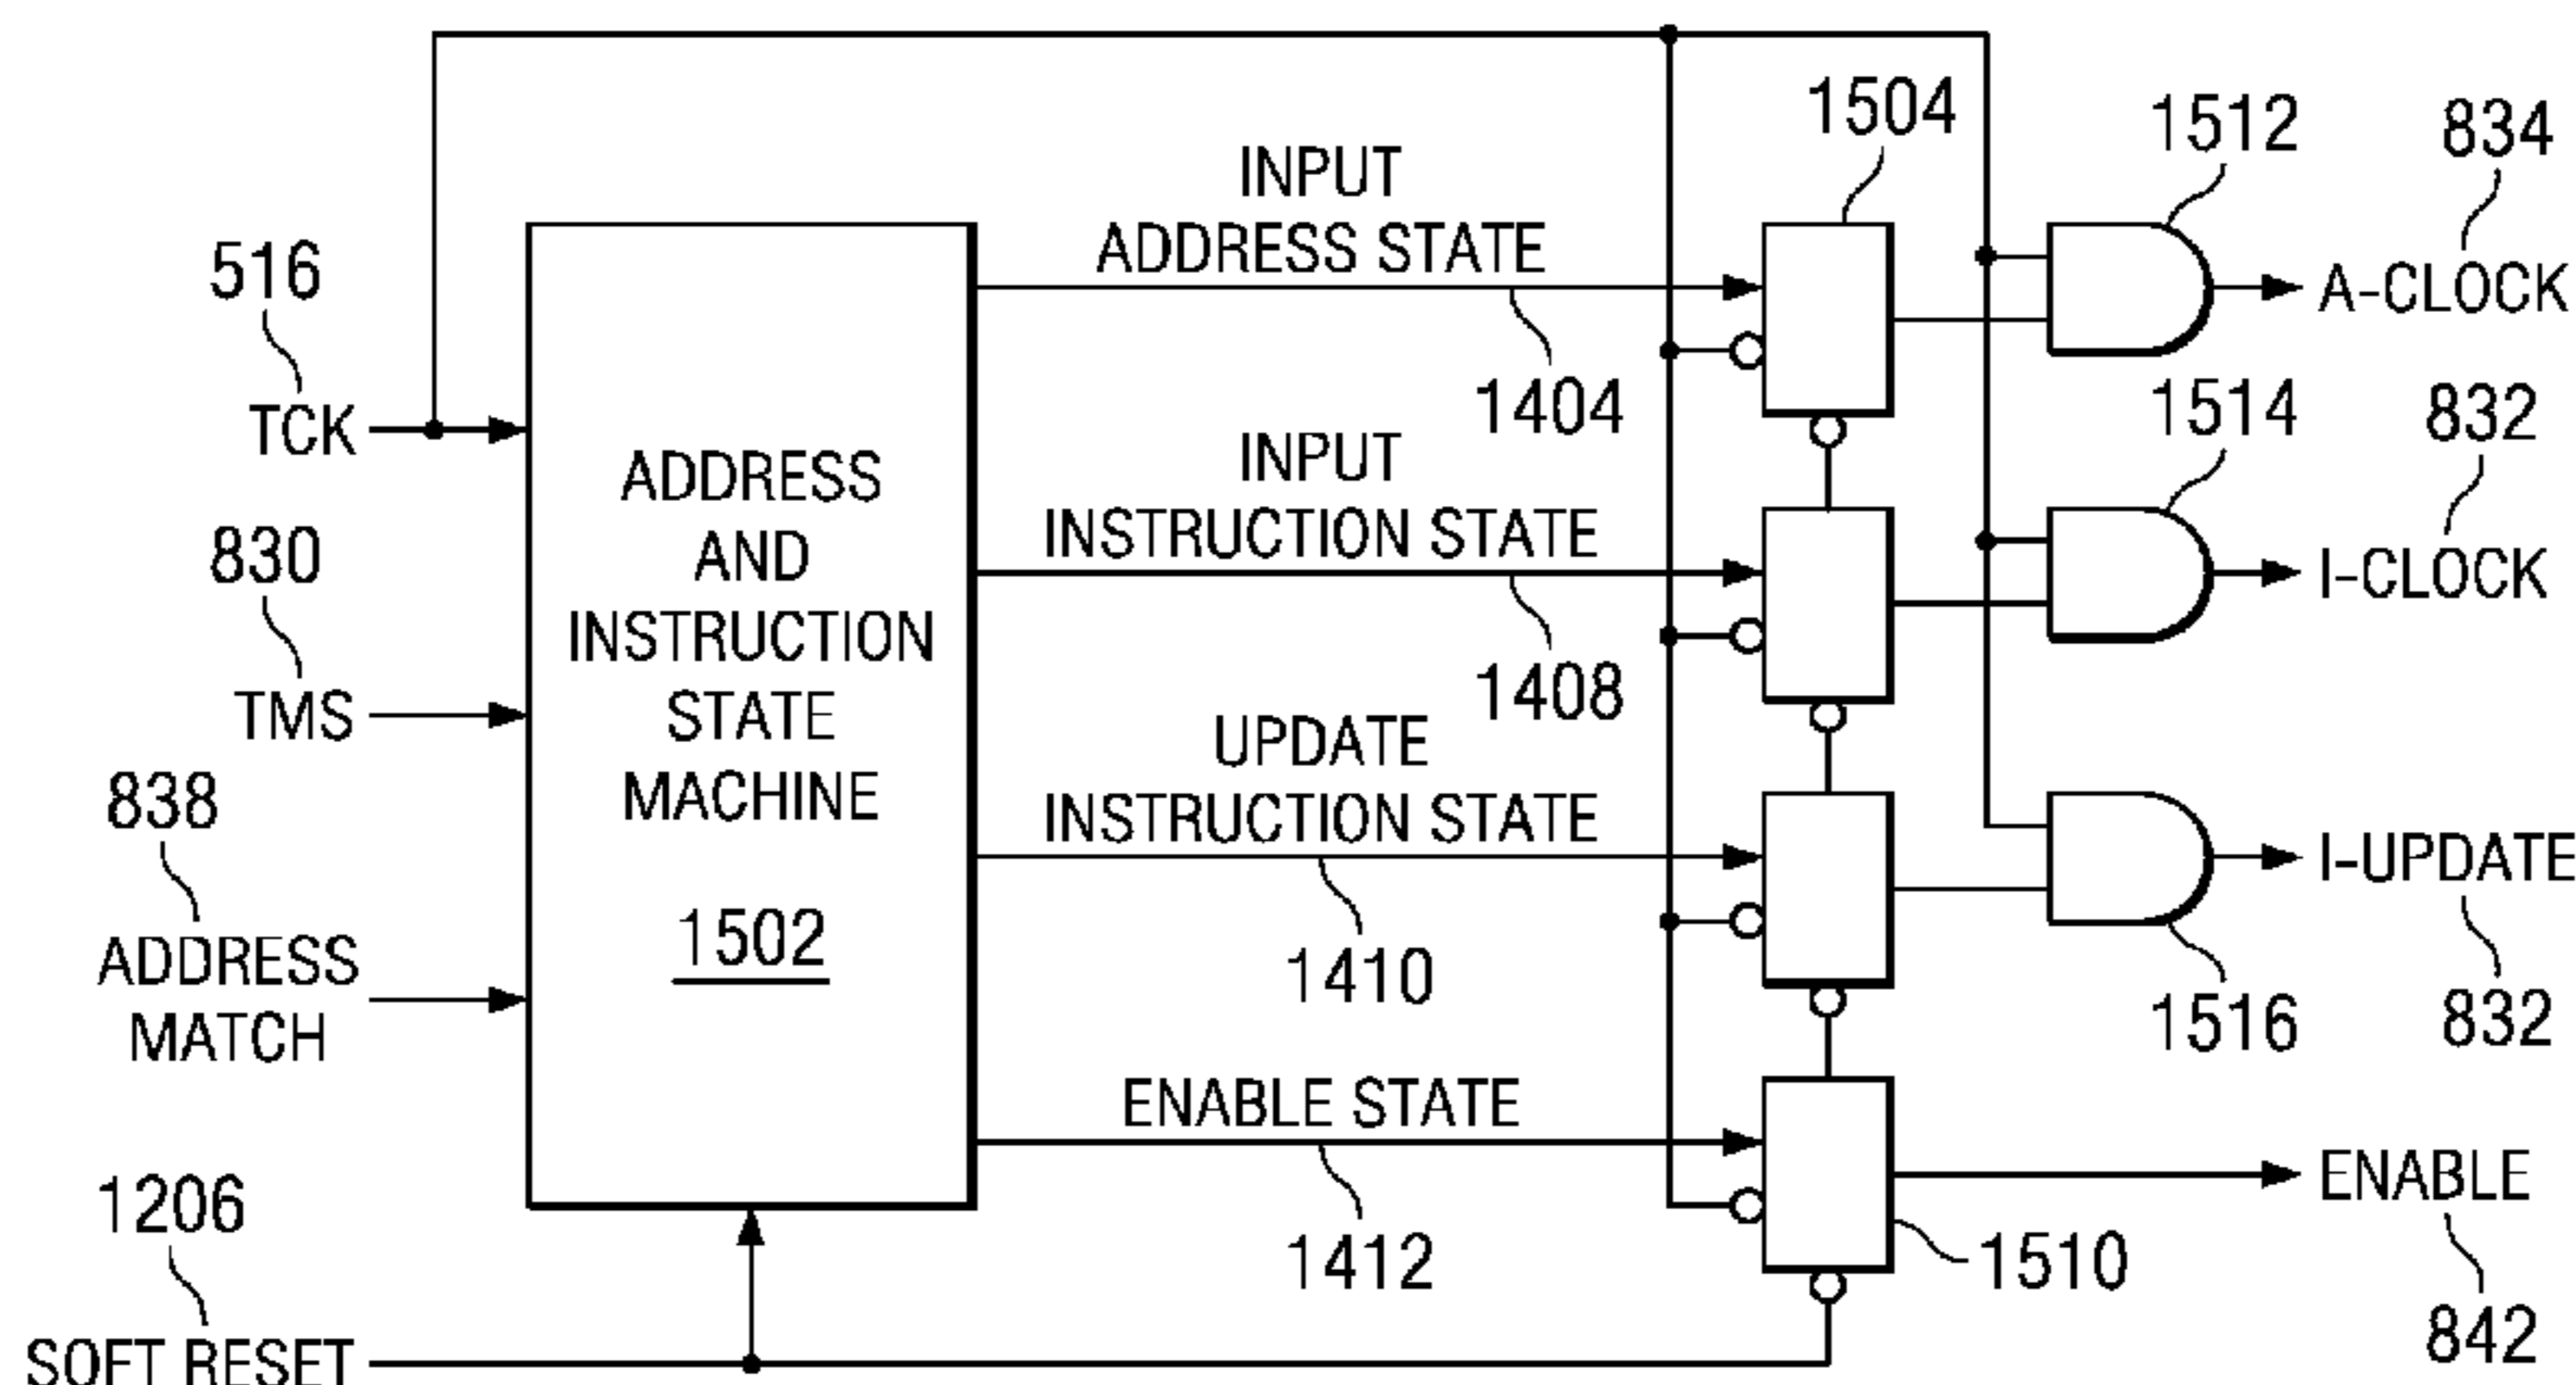 1504
1512
834
INPUT
ADDRESS STATE
516
A-CLOCK
TCK
1404
1514
832
ADDRESS
AND
INSTRUCTION
STATE
MACHINE
1502
INPUT
INSTRUCTION STATE
830
I-CLOCK
TMS
1408
UPDATE
INSTRUCTION STATE
838
ADDRESS
MATCH
I-UPDATE
1410
1516
832
ENABLE STATE
ENABLE
1206
1412
1510
842
SOFT RESET